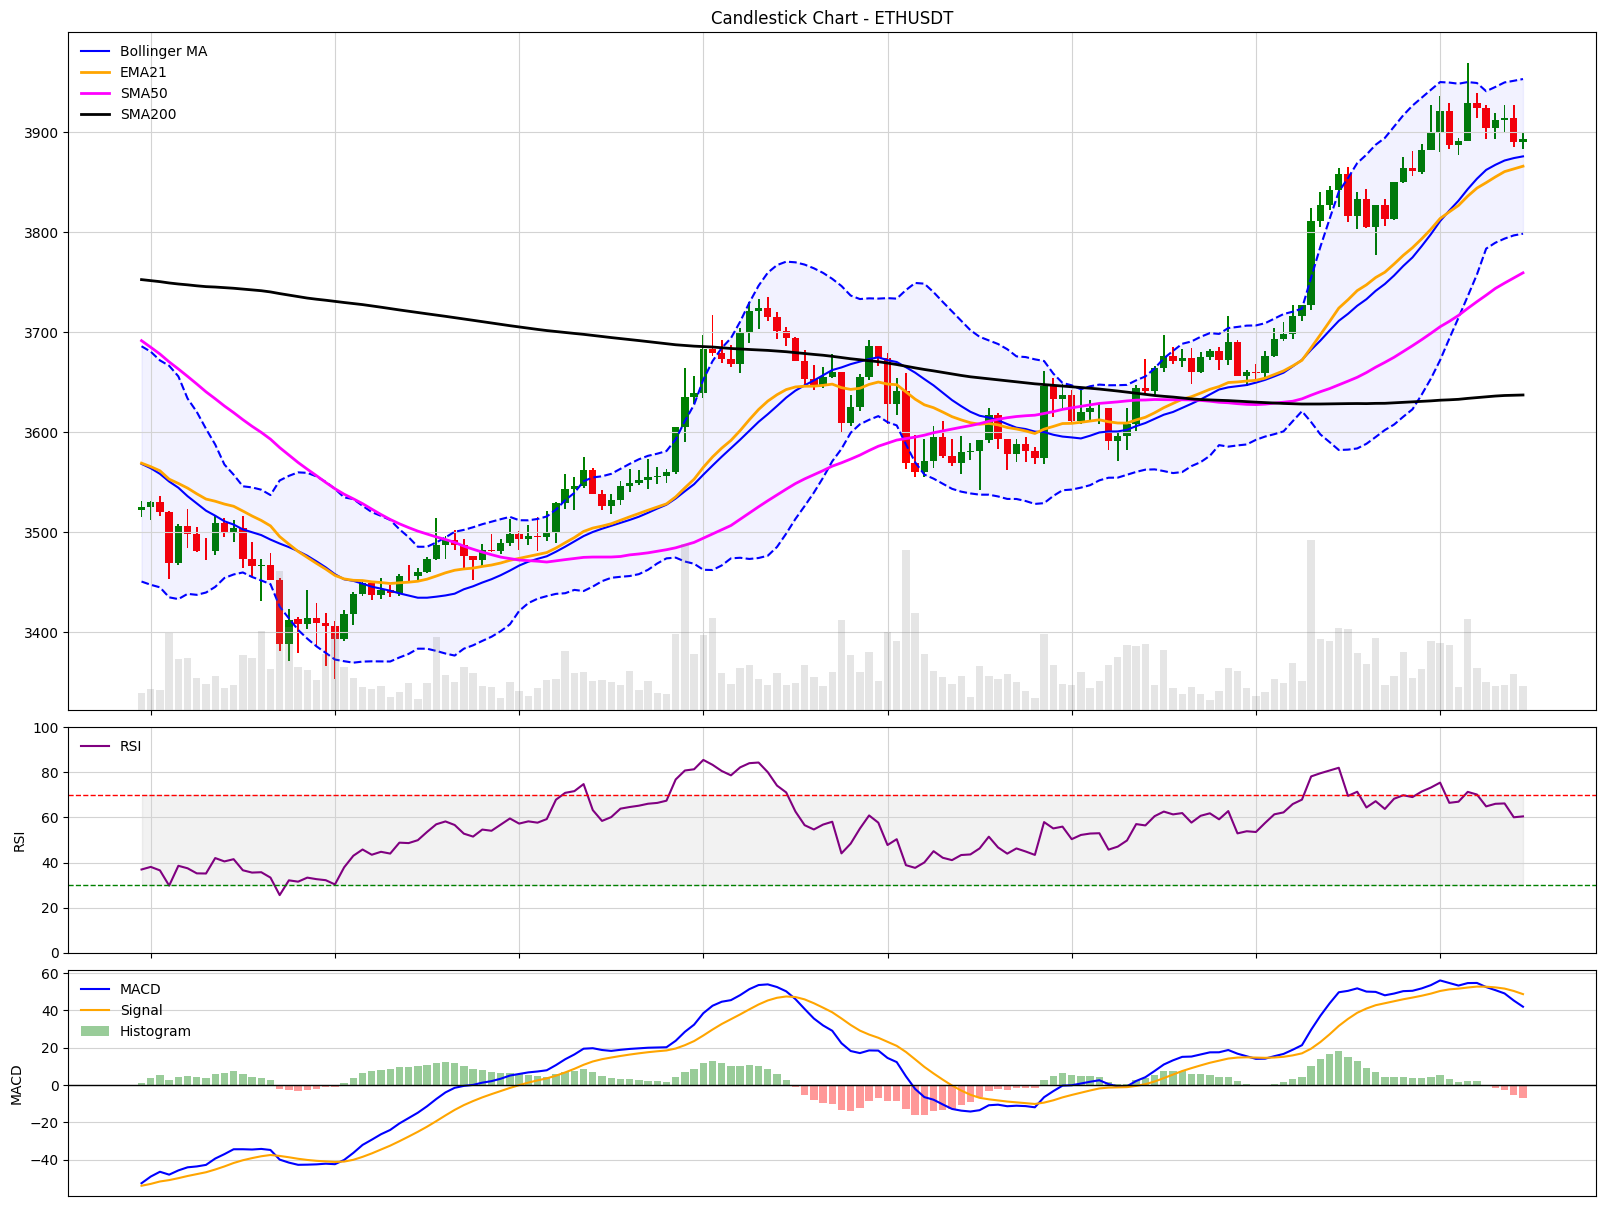 Candlestick Chart - ETHUSDT
Bollinger MA
EMA21
SMA50
SMA200
3900
3800
3700
3600
3500
3400
100
80
60
40
20
0
RSI
RSI
60
40
20
0
−20
−40
MACD
MACD
Signal
Histogram